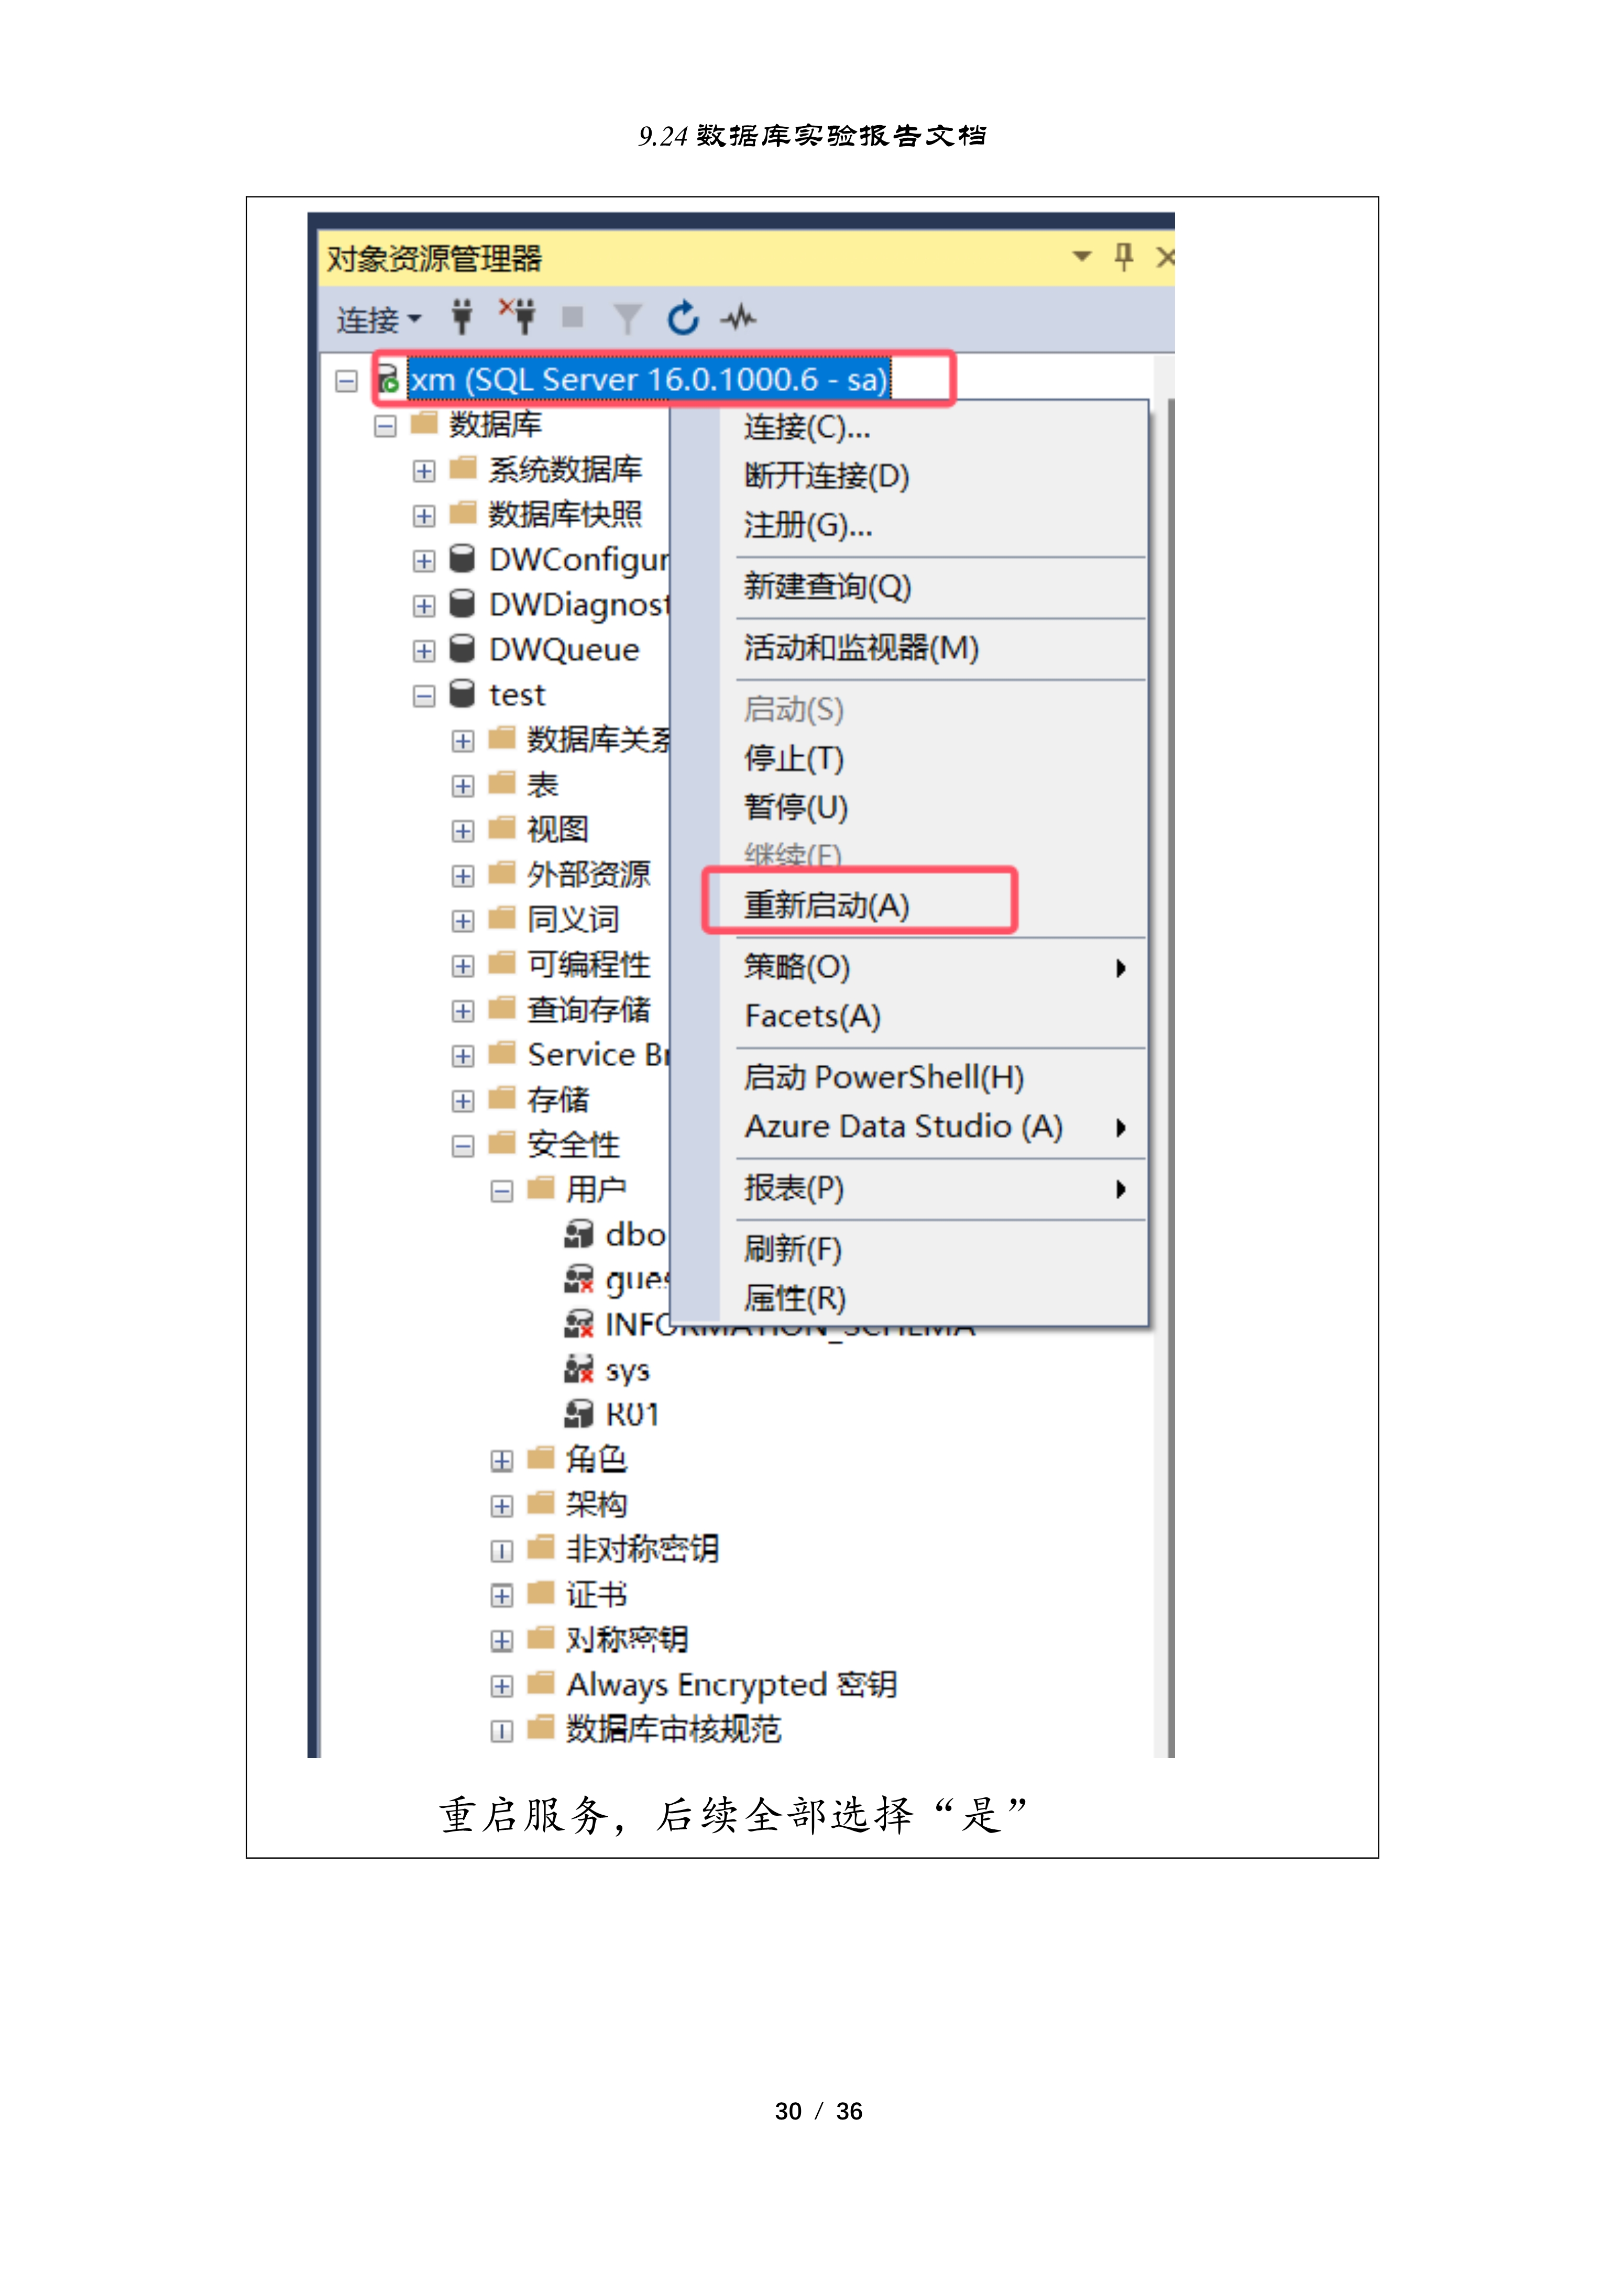 9.24 数据库实验报告文档
对象资源管理器
连接
xm (SQL Server 16.0.1000.6 - sa)
数据库
系统数据库
数据库快照
DWConfigur
DWDiagnost
DWQueue
test
数据库关系
表
视图
外部资源
同义词
可编程性
查询存储
Service Br
存储
安全性
用户
dbo
gues
INFORMATION_SCHEMA
sys
R01
角色
架构
非对称密钥
证书
对称密钥
Always Encrypted 密钥
数据库审核规范
连接(C)...
断开连接(D)
注册(G)...
新建查询(Q)
活动和监视器(M)
启动(S)
停止(T)
暂停(U)
继续(E)
重新启动(A)
策略(O)
Facets(A)
启动 PowerShell(H)
Azure Data Studio (A)
报表(P)
刷新(F)
属性(R)
重启服务，后续全部选择“是”
30 / 36